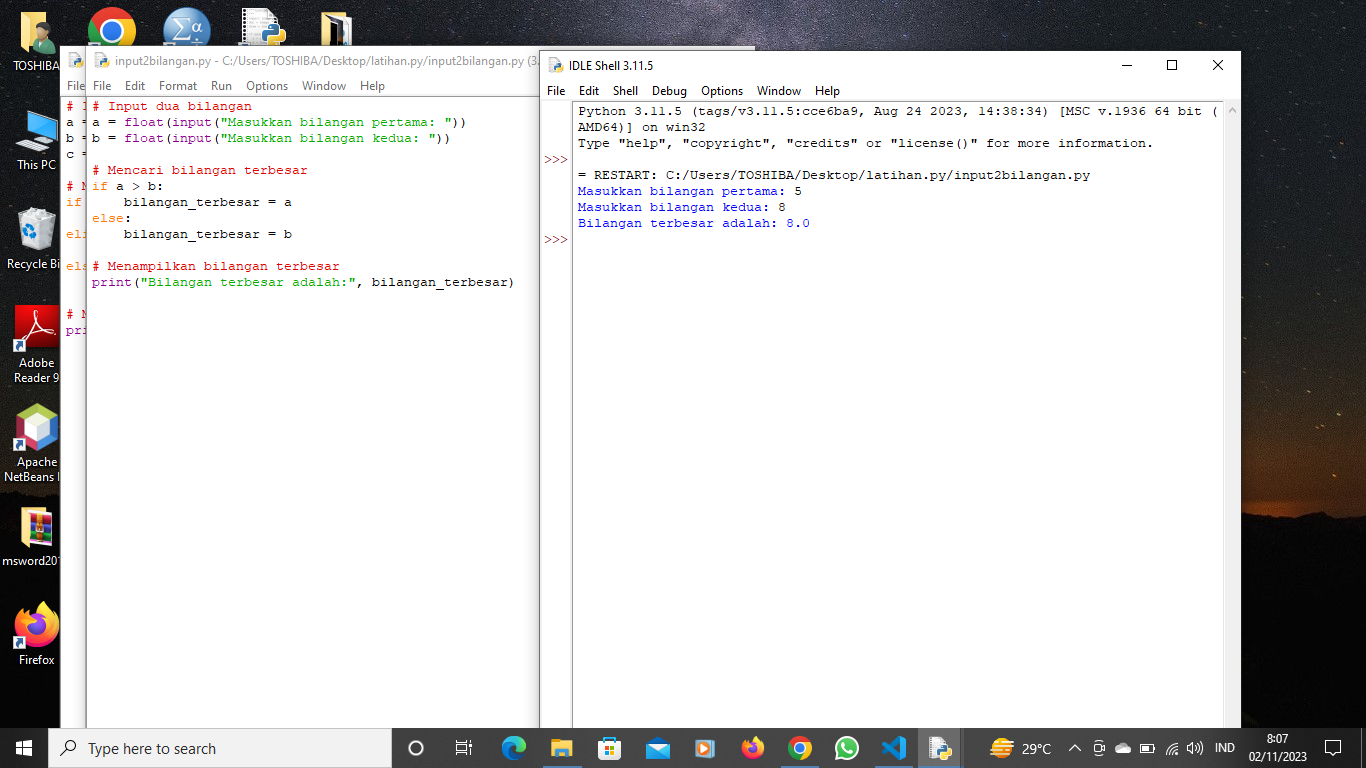 TOSHIBA
This PC
Recycle Bi
Adobe
Reader 9
Apache
NetBeans I
msword20
Firefox
File
# I
a =
b =
c =
# M
if
eli
els
# M
pri
input2bilangan.py - C:/Users/TOSHIBA/Desktop/latihan.py/input2bilangan.py (3.
File Edit Format Run Options Window Help
# Input dua bilangan
a = float(input("Masukkan bilangan pertama: "))
b = float(input("Masukkan bilangan kedua: "))
# Mencari bilangan terbesar
if a > b:
    bilangan_terbesar = a
else:
    bilangan_terbesar = b
# Menampilkan bilangan terbesar
print("Bilangan terbesar adalah:", bilangan_terbesar)
IDLE Shell 3.11.5
File Edit Shell Debug Options Window Help
Python 3.11.5 (tags/v3.11.5:cce6ba9, Aug 24 2023, 14:38:34) [MSC v.1936 64 bit (
AMD64)] on win32
Type "help", "copyright", "credits" or "license()" for more information.
>>>
= RESTART: C:/Users/TOSHIBA/Desktop/latihan.py/input2bilangan.py
Masukkan bilangan pertama: 5
Masukkan bilangan kedua: 8
Bilangan terbesar adalah: 8.0
>>>
Type here to search
29°C
IND
8:07
02/11/2023